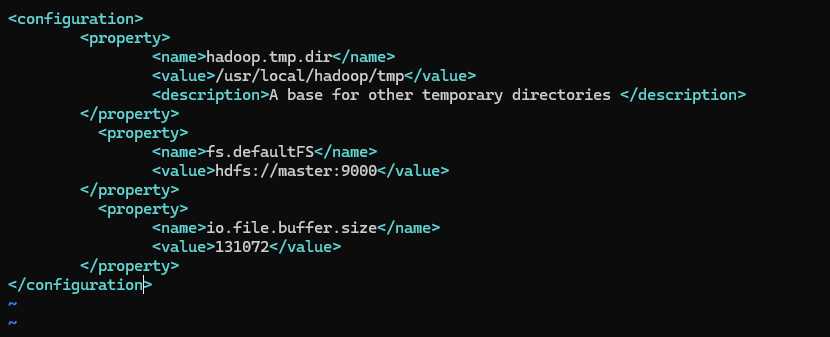 <configuration>
        <property>
                <name>hadoop.tmp.dir</name>
                <value>/usr/local/hadoop/tmp</value>
                <description>A base for other temporary directories </description>
        </property>
          <property>
                <name>fs.defaultFS</name>
                <value>hdfs://master:9000</value>
        </property>
          <property>
                <name>io.file.buffer.size</name>
                <value>131072</value>
        </property>
</configuration>
~
~